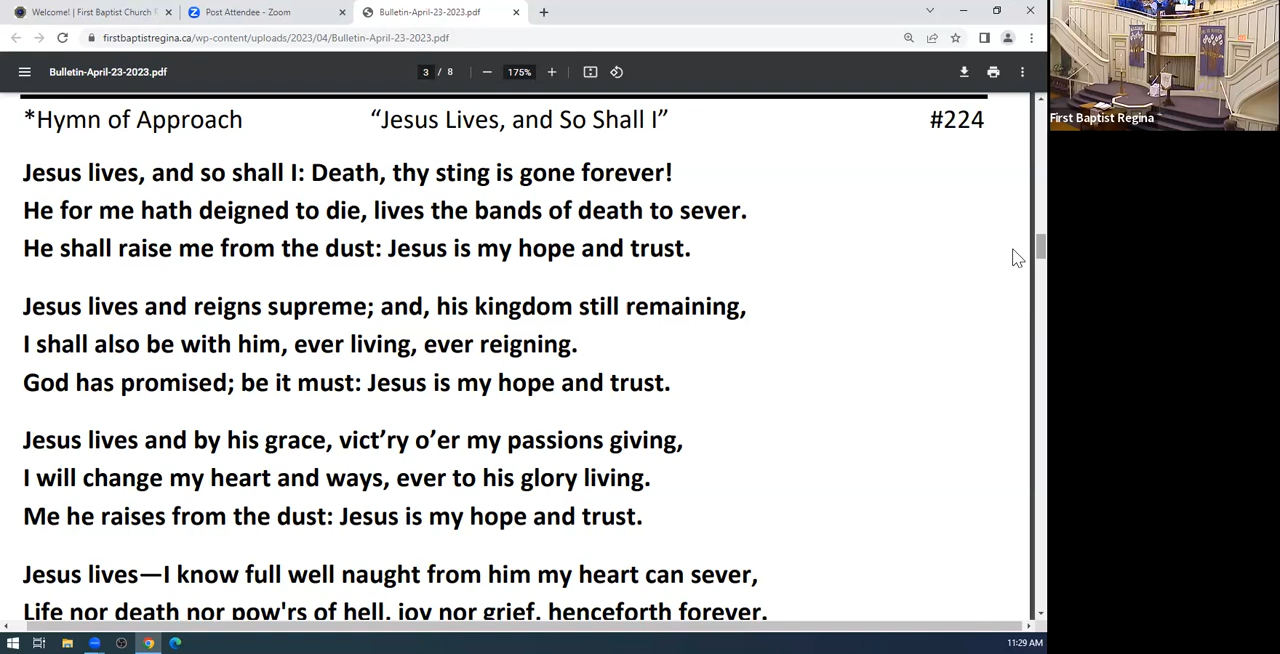 Welcome! | First Baptist Church
Post Attendee - Zoom
Bulletin-April-23-2023.pdf
firstbaptistregina.ca/wp-content/uploads/2023/04/Bulletin-April-23-2023.pdf
Bulletin-April-23-2023.pdf
3 / 8
175%
First Baptist Regina
*Hymn of Approach “Jesus Lives, and So Shall I” #224
Jesus lives, and so shall I: Death, thy sting is gone forever!
He for me hath deigned to die, lives the bands of death to sever.
He shall raise me from the dust: Jesus is my hope and trust.
Jesus lives and reigns supreme; and, his kingdom still remaining,
I shall also be with him, ever living, ever reigning.
God has promised; be it must: Jesus is my hope and trust.
Jesus lives and by his grace, vict’ry o’er my passions giving,
I will change my heart and ways, ever to his glory living.
Me he raises from the dust: Jesus is my hope and trust.
Jesus lives—I know full well naught from him my heart can sever,
Life nor death nor pow'rs of hell, joy nor grief, henceforth forever.
11:29 AM